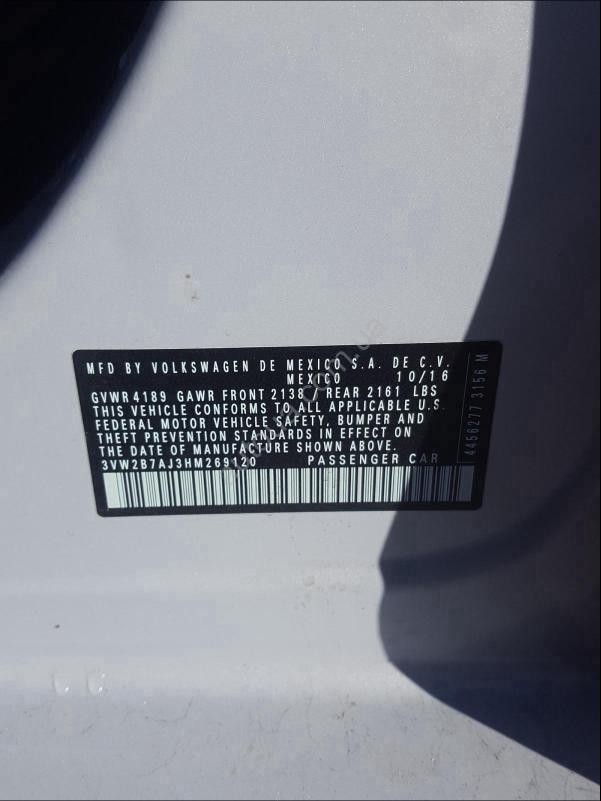 MFD BY VOLKSWAGEN DE MEXICO S.A. DE C.V.
MEXICO 10/16
GVWR 4189 GAWR FRONT 2138 REAR 2161 LBS
THIS VEHICLE CONFORMS TO ALL APPLICABLE U.S.
FEDERAL MOTOR VEHICLE SAFETY, BUMPER AND
THEFT PREVENTION STANDARDS IN EFFECT ON
THE DATE OF MANUFACTURE SHOWN ABOVE.
3VW2B7AJ3HM269120 PASSENGER CAR
4456277 3156 M